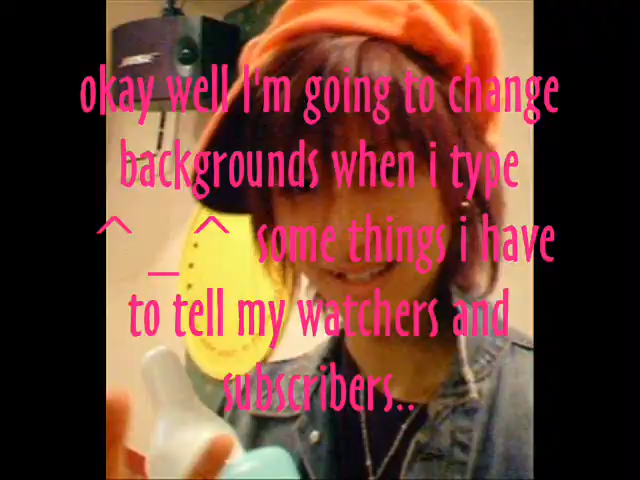 okay well I'm going to change
backgrounds when i type
^_^ some things i have
to tell my watchers and
subscribers..